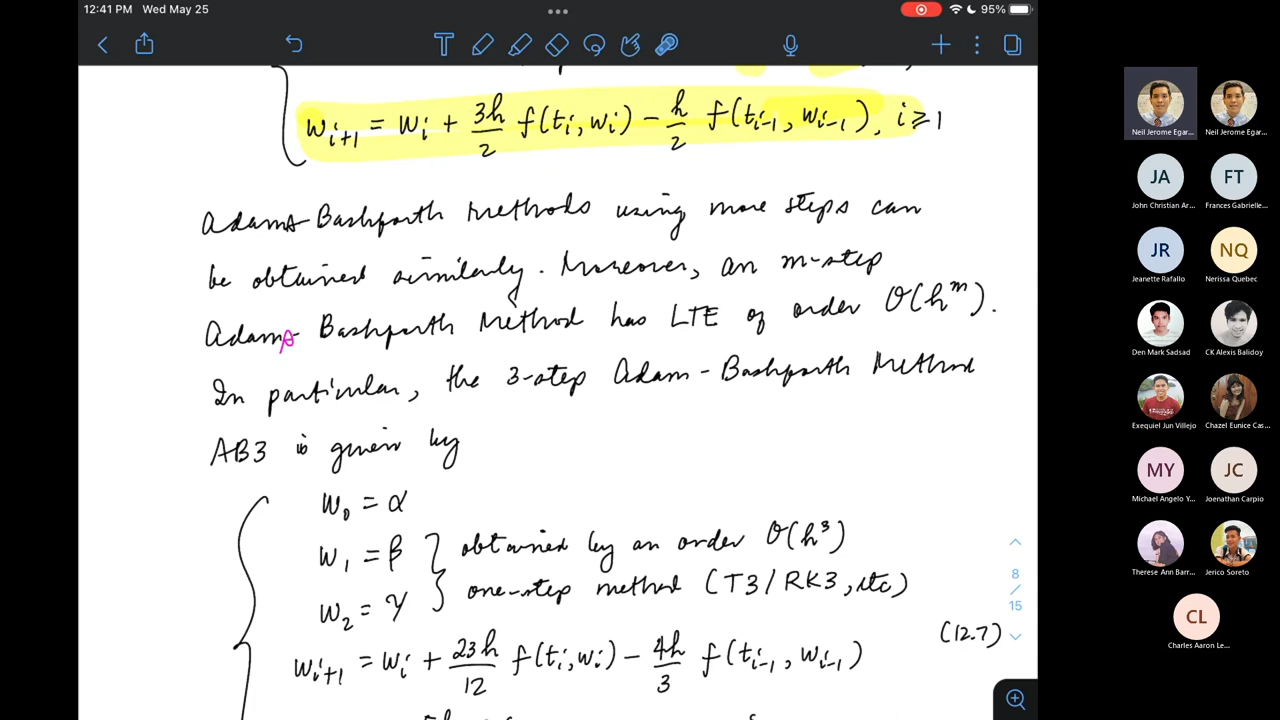 12:41 PM Wed May 25
95%
w_{i+1} = w_i + 3h/2 f(t_i, w_i) - h/2 f(t_{i-1}, w_{i-1}), i ≥ 1
Adams-Bashforth Methods using more steps can
be obtained similarly. Moreover, an m-step
Adams Bashforth Method has LTE of order O(h^m).
In particular, the 3-step Adam-Bashforth Method
AB3 is given by
w_0 = α
w_1 = β
w_2 = γ
obtained by an order O(h^3)
one-step method (T3/RK3, etc)
(12.7)
w_{i+1} = w_i + 23h/12 f(t_i, w_i) - 4h/3 f(t_{i-1}, w_{i-1})
8
/
15
Neil Jerome Egar...
Neil Jerome Egar...
JA
John Christian Ar...
FT
Frances Gabrielle...
JR
Jeanette Rafallo
NQ
Nerissa Quebec
Den Mark Sadsad
CK Alexis Balidoy
Exequiel Jun Villejo
Chazel Eunice Cas...
MY
Michael Angelo Y...
JC
Joenathan Carpio
Therese Ann Barr...
Jerico Soreto
CL
Charles Aaron Le...